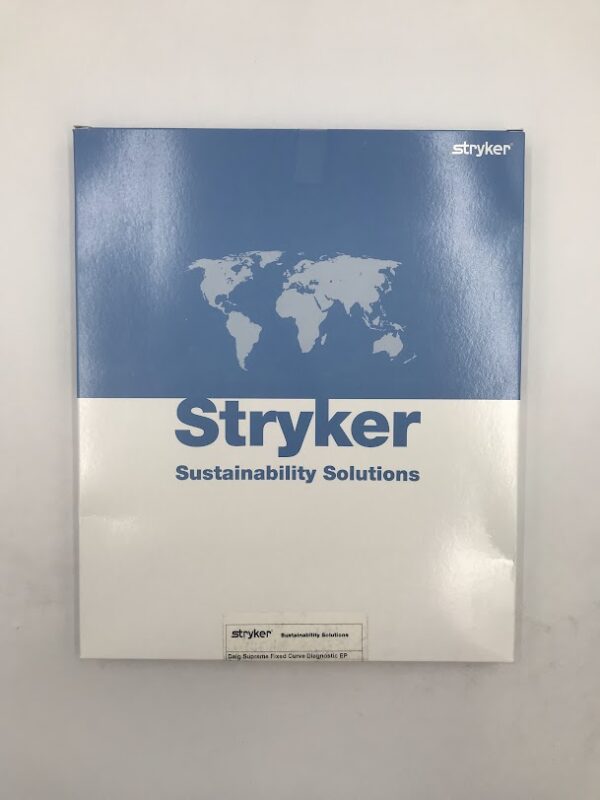 stryker
Stryker
Sustainability Solutions
stryker Sustainability Solutions
Daig Supreme Fixed Curve Diagnostic EP